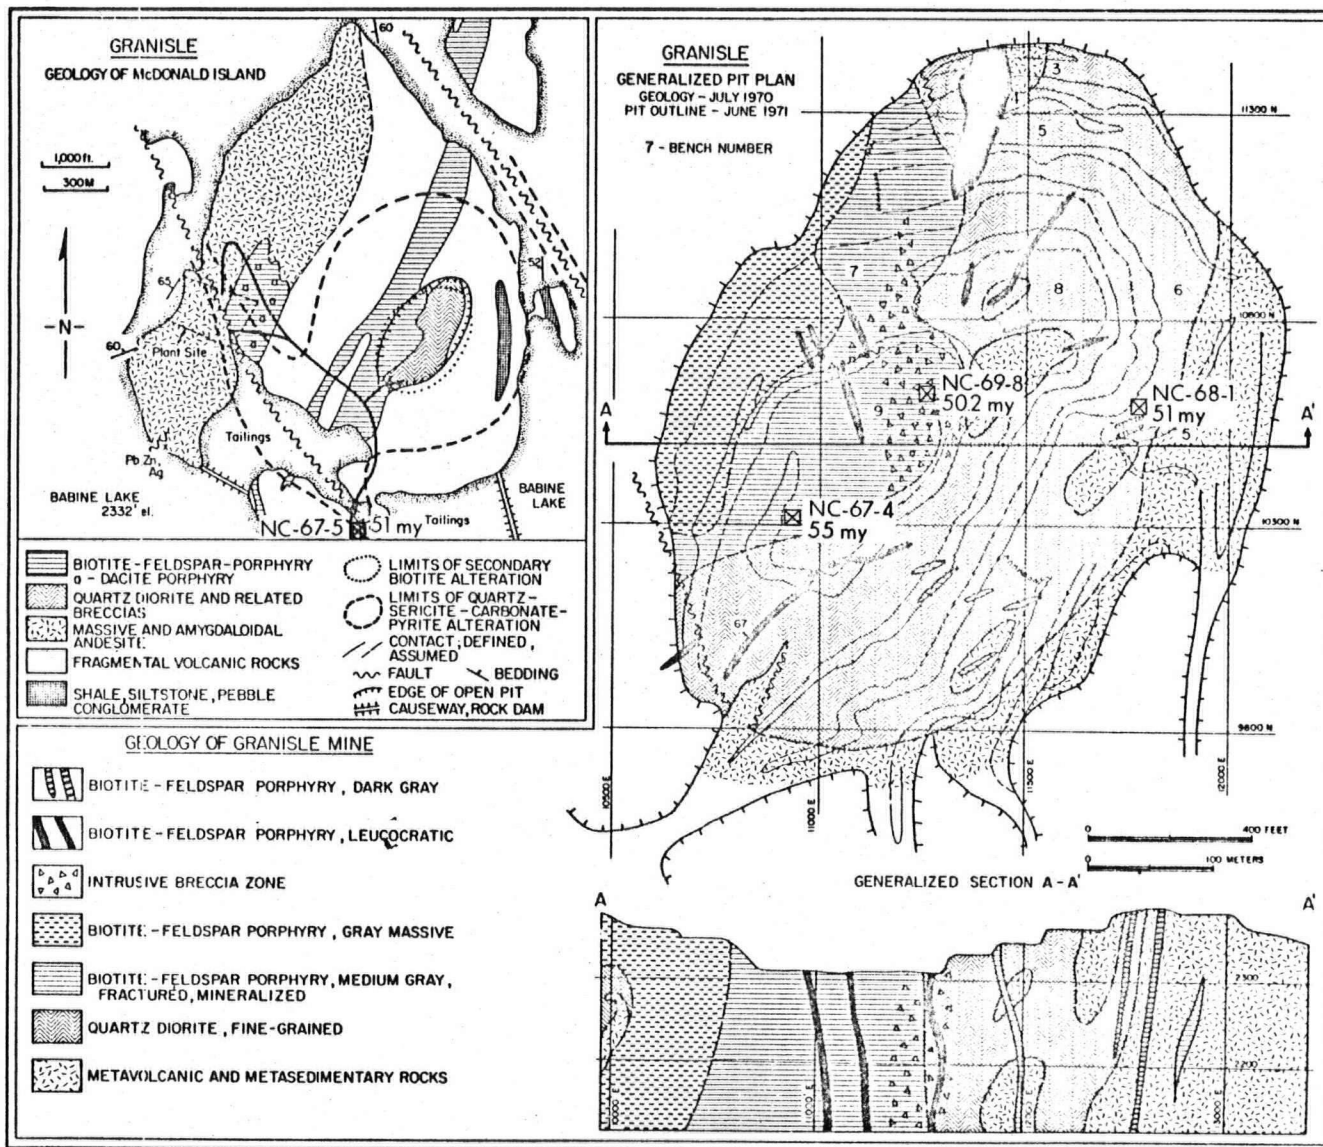 GRANISLE
GEOLOGY OF McDONALD ISLAND
1,000 ft.
300 M
-N-
60
65
60
52
Plant Site
Tailings
Pb, Zn,
Ag
BABINE LAKE
2332' el.
NC-67-5
51 my
Tailings
BABINE
LAKE
BIOTITE-FELDSPAR-PORPHYRY
a - DACITE PORPHYRY
QUARTZ DIORITE AND RELATED
BRECCIAS
MASSIVE AND AMYGDALOIDAL
ANDESITE
FRAGMENTAL VOLCANIC ROCKS
SHALE, SILTSTONE, PEBBLE
CONGLOMERATE
LIMITS OF SECONDARY
BIOTITE ALTERATION
LIMITS OF QUARTZ-
SERICITE-CARBONATE-
PYRITE ALTERATION
CONTACT; DEFINED,
ASSUMED
FAULT
BEDDING
EDGE OF OPEN PIT
CAUSEWAY, ROCK DAM
GEOLOGY OF GRANISLE MINE
BIOTITE-FELDSPAR PORPHYRY, DARK GRAY
BIOTITE-FELDSPAR PORPHYRY, LEUCOCRATIC
INTRUSIVE BRECCIA ZONE
BIOTITE-FELDSPAR PORPHYRY, GRAY MASSIVE
BIOTITE-FELDSPAR PORPHYRY, MEDIUM GRAY,
FRACTURED, MINERALIZED
QUARTZ DIORITE, FINE-GRAINED
METAVOLCANIC AND METASEDIMENTARY ROCKS
GRANISLE
GENERALIZED PIT PLAN
GEOLOGY - JULY 1970
PIT OUTLINE - JUNE 1971
7 - BENCH NUMBER
3
11300 N
5
7
8
6
10800 N
NC-69-8
50.2 my
NC-68-1
51 my
9
5
A
A'
NC-67-4
55 my
10300 N
67
9800 N
10500 E
11000 E
11500 E
12000 E
0
400 FEET
0
100 METERS
GENERALIZED SECTION A-A'
A
A'
2300
2200